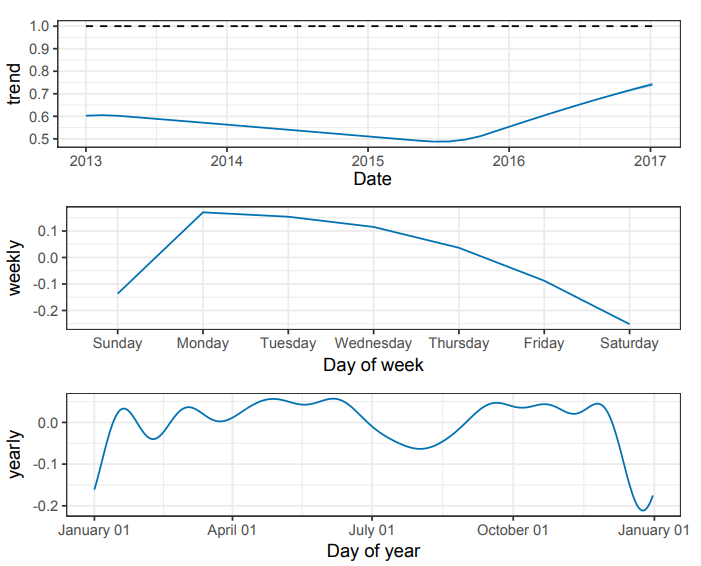 trend
1.0
0.9
0.8
0.7
0.6
0.5
2013 2014 2015 2016 2017
Date
weekly
0.1
0.0
-0.1
-0.2
Sunday Monday Tuesday Wednesday Thursday Friday Saturday
Day of week
yearly
0.0
-0.1
-0.2
January 01 April 01 July 01 October 01 January 01
Day of year